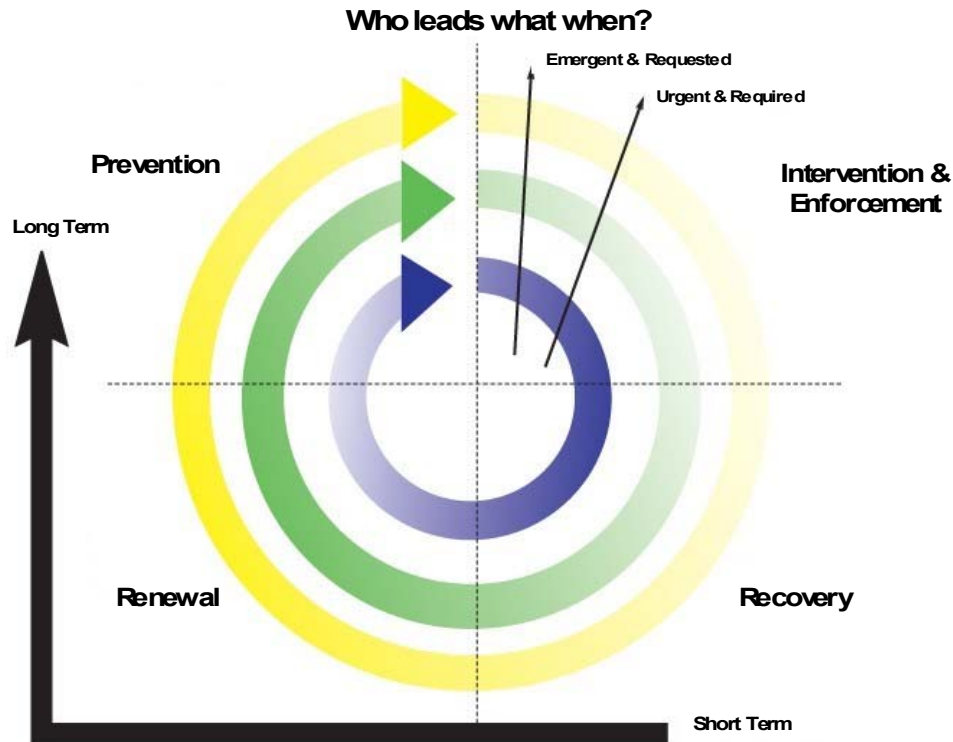 Who leads what when?
Emergent & Requested
Urgent & Required
Prevention
Intervention &
Enforcement
Long Term
Renewal
Recovery
Short Term